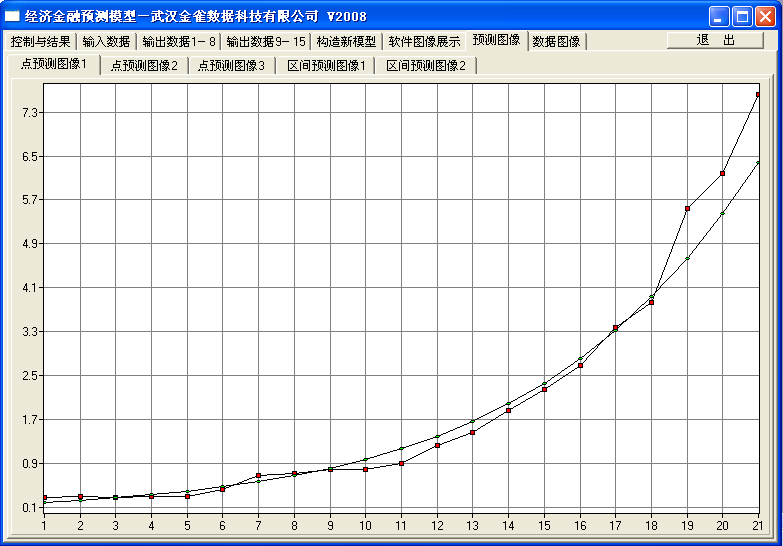 经济金融预测模型－武汉金雀数据科技有限公司 V2008
控制与结果 输入数据 输出数据1－8 输出数据9－15 构造新模型 软件图像展示 预测图像 数据图像 退 出
点预测图像1 点预测图像2 点预测图像3 区间预测图像1 区间预测图像2
7.3
6.5
5.7
4.9
4.1
3.3
2.5
1.7
0.9
0.1
1 2 3 4 5 6 7 8 9 10 11 12 13 14 15 16 17 18 19 20 21